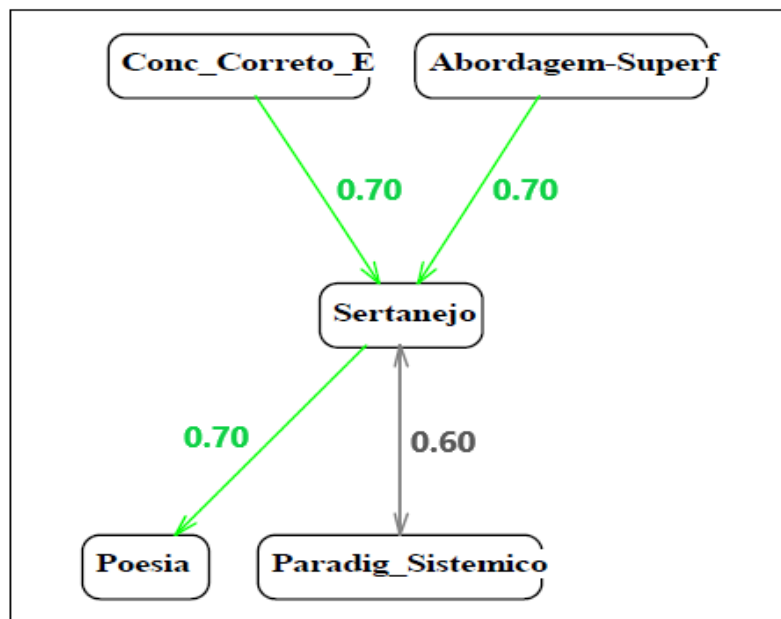 Conc_Correto_E
Abordagem-Superf
0.70
0.70
Sertanejo
0.70
0.60
Poesia
Paradig_Sistemico